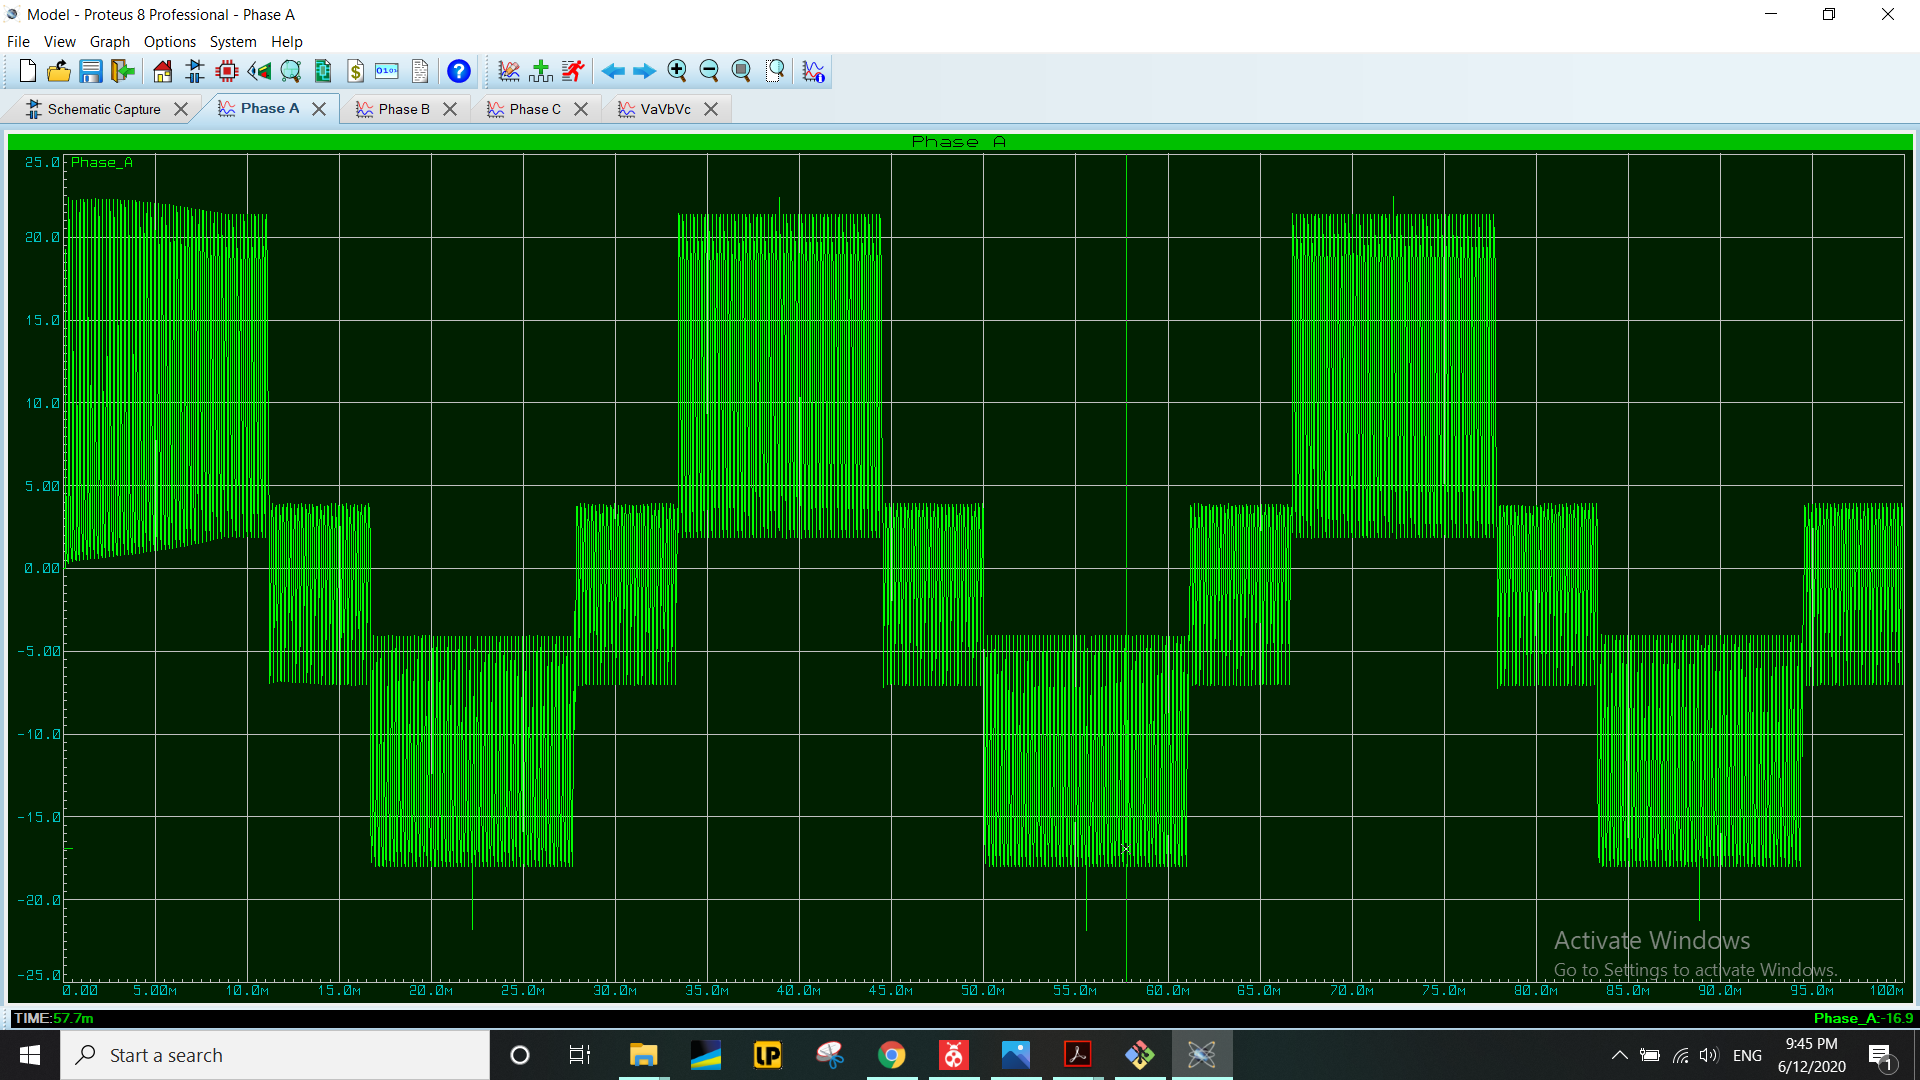 Model - Proteus 8 Professional - Phase A
File View Graph Options System Help
Schematic Capture Phase A Phase B Phase C VaVbVc
Phase A
25.0 Phase_A
20.0
15.0
10.0
5.00
0.00
-5.00
-10.0
-15.0
-20.0
-25.0
0.00 5.00m 10.0m 15.0m 20.0m 25.0m 30.0m 35.0m 40.0m 45.0m 50.0m 55.0m 60.0m 65.0m 70.0m 75.0m 80.0m 85.0m 90.0m 95.0m 100m
Activate Windows
Go to Settings to activate Windows.
TIME:57.7m Phase_A:-16.9
Start a search
LP
ENG
9:45 PM
6/12/2020
1